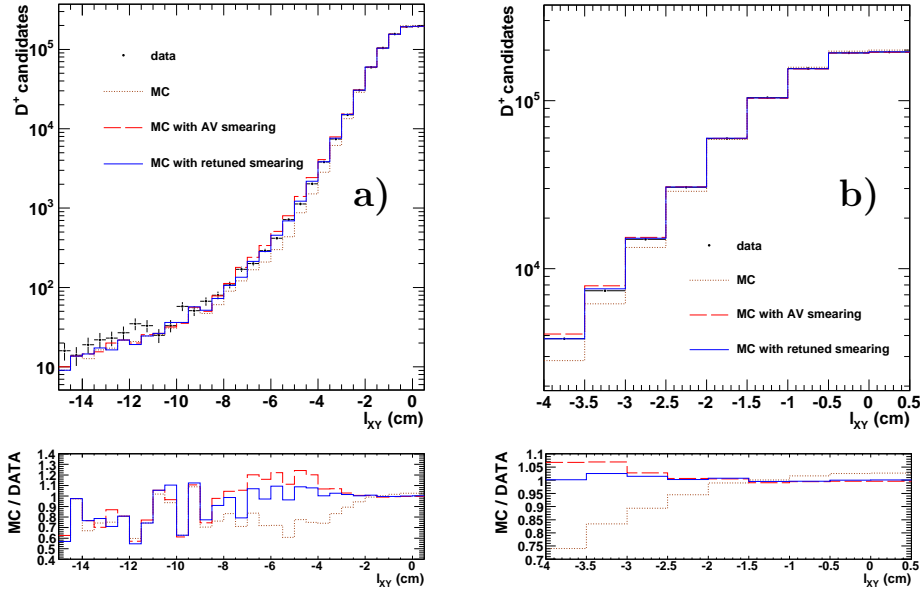 D⁺ candidates
10⁵
10⁴
10³
10²
10
data
MC
MC with AV smearing
MC with retuned smearing
a)
-14 -12 -10 -8 -6 -4 -2 0
l_XY (cm)
MC / DATA
1.4
1.3
1.2
1.1
1.0
0.9
0.8
0.7
0.6
0.5
0.4
-14 -12 -10 -8 -6 -4 -2 0
l_XY (cm)
D⁺ candidates
10⁵
10⁴
b)
data
MC
MC with AV smearing
MC with retuned smearing
-4 -3.5 -3 -2.5 -2 -1.5 -1 -0.5 0 0.5
l_XY (cm)
MC / DATA
1.1
1.05
1.00
0.95
0.90
0.85
0.80
0.75
0.7
-4 -3.5 -3 -2.5 -2 -1.5 -1 -0.5 0 0.5
l_XY (cm)